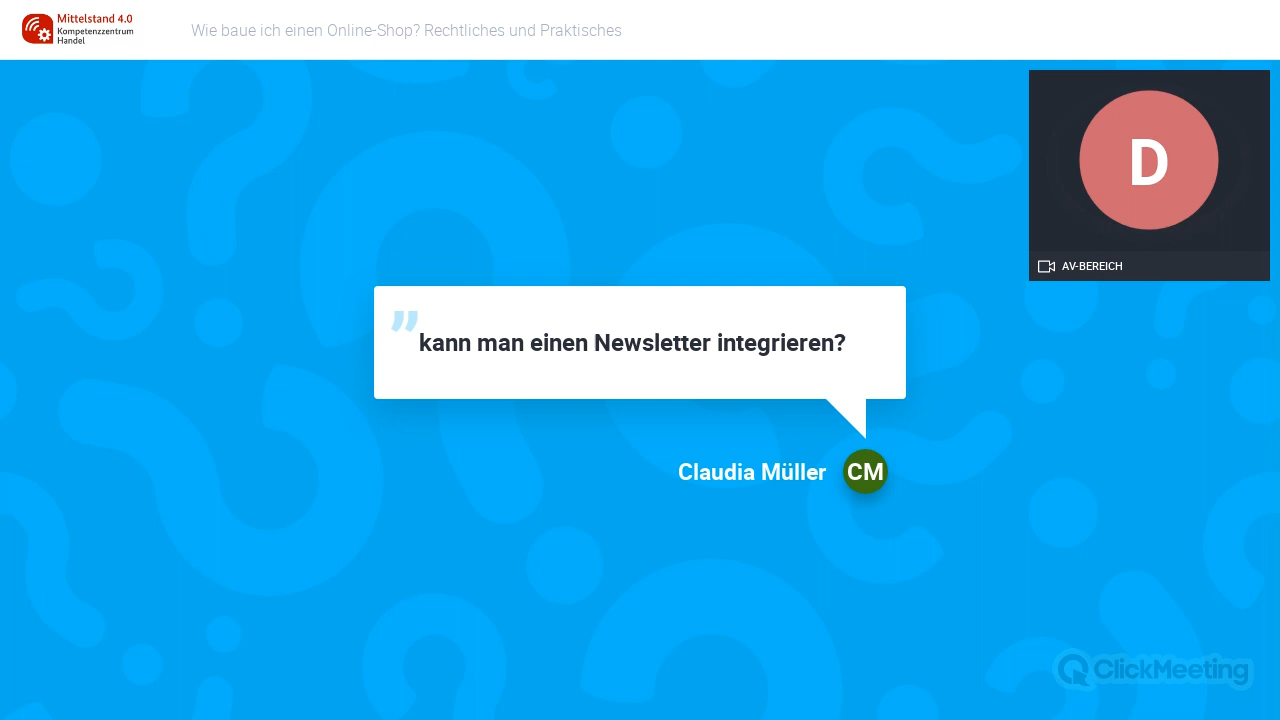 Mittelstand 4.0
Kompetenzzentrum
Handel
Wie baue ich einen Online-Shop? Rechtliches und Praktisches
D
AV-BEREICH
” kann man einen Newsletter integrieren?
Claudia Müller CM
ClickMeeting